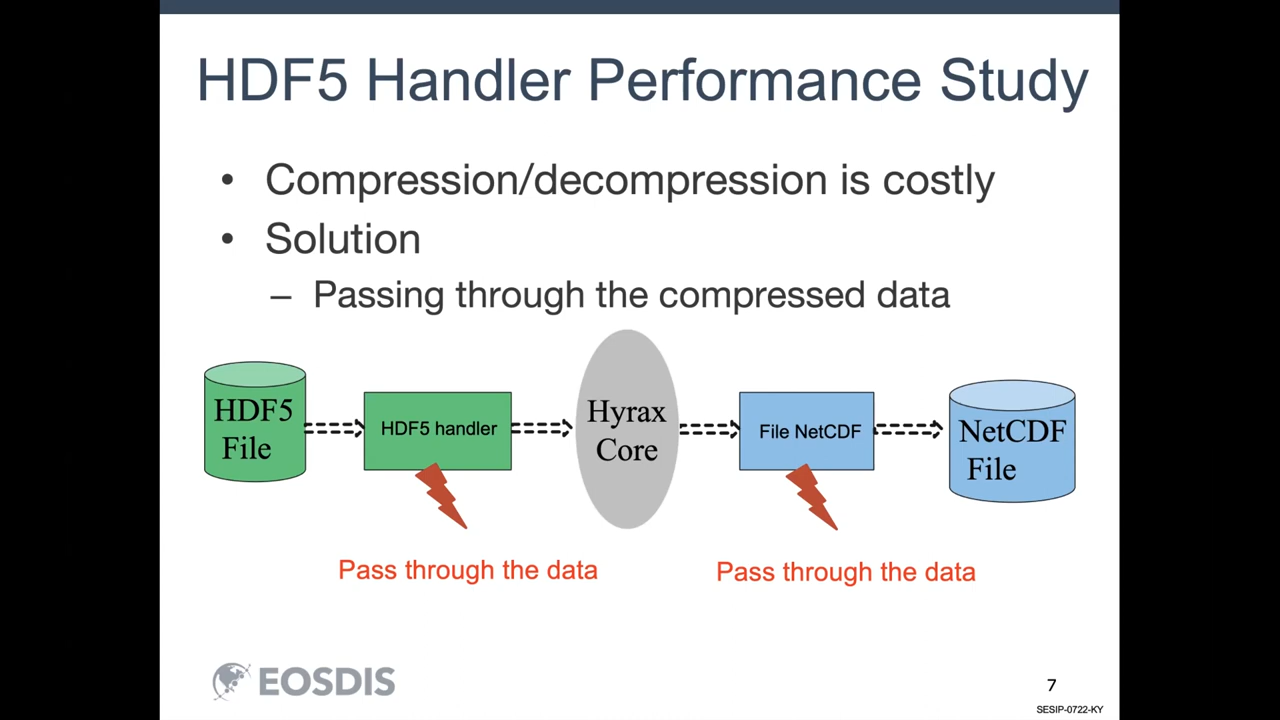 HDF5 Handler Performance Study
• Compression/decompression is costly
• Solution
– Passing through the compressed data
HDF5
File
HDF5 handler
Hyrax
Core
File NetCDF
NetCDF
File
Pass through the data
Pass through the data
EOSDIS
7
SESIP-0722-KY